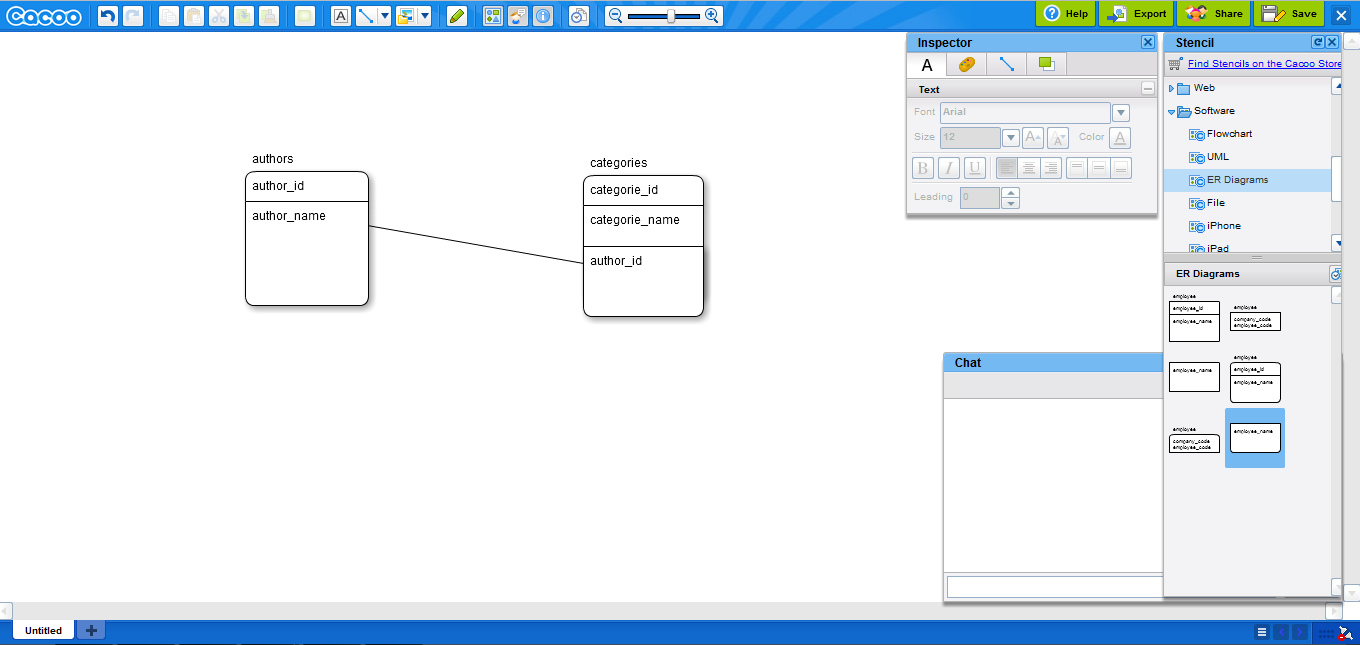 Cacoo
Help
Export
Share
Save
Inspector
A
Text
Font Arial
Size 12 A A Color A
B I U
Leading 0
Stencil
Find Stencils on the Cacoo Store
Web
Software
Flowchart
UML
ER Diagrams
File
iPhone
iPad
ER Diagrams
employee
employee_id
employee_name
employee
company_code
employee_code
employee_name
employee
employee_id
employee_name
employee
company_code
employee_code
employee_name
authors
author_id
author_name
categories
categorie_id
categorie_name
author_id
Chat
Untitled